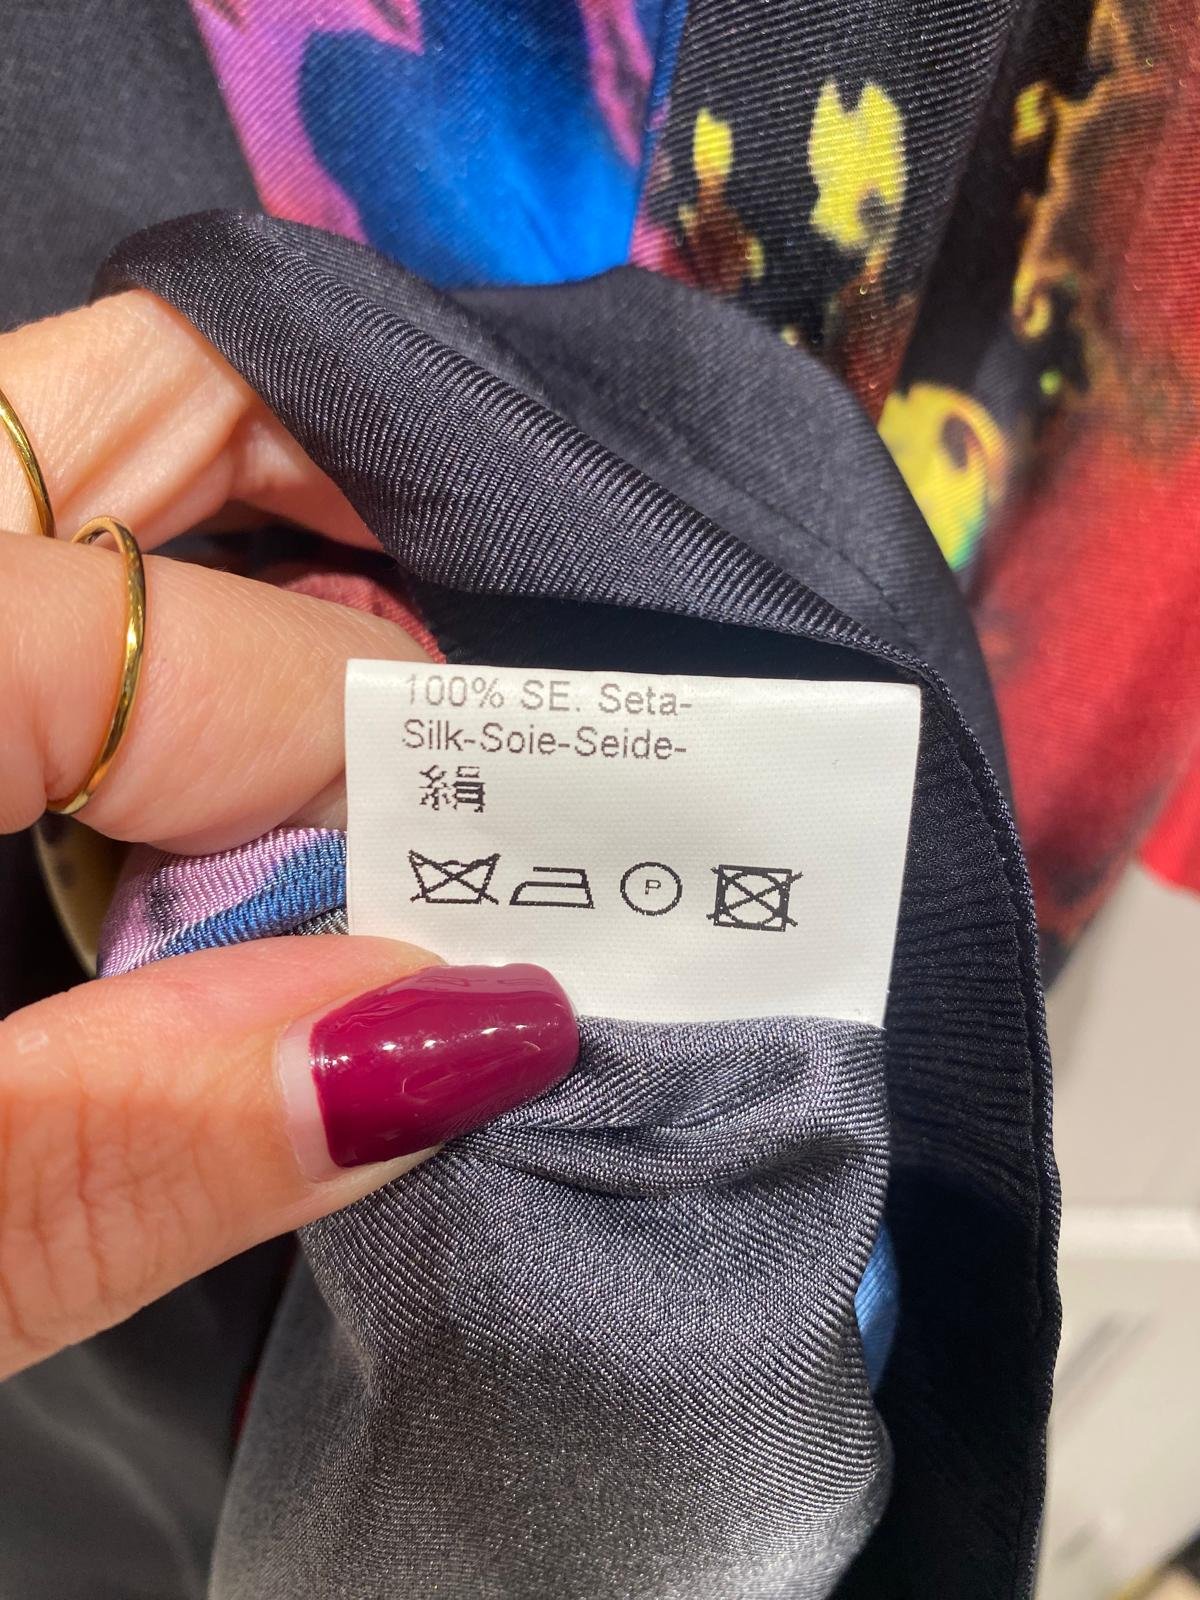 100% SE. Seta-
Silk-Soie-Seide-
絹
P